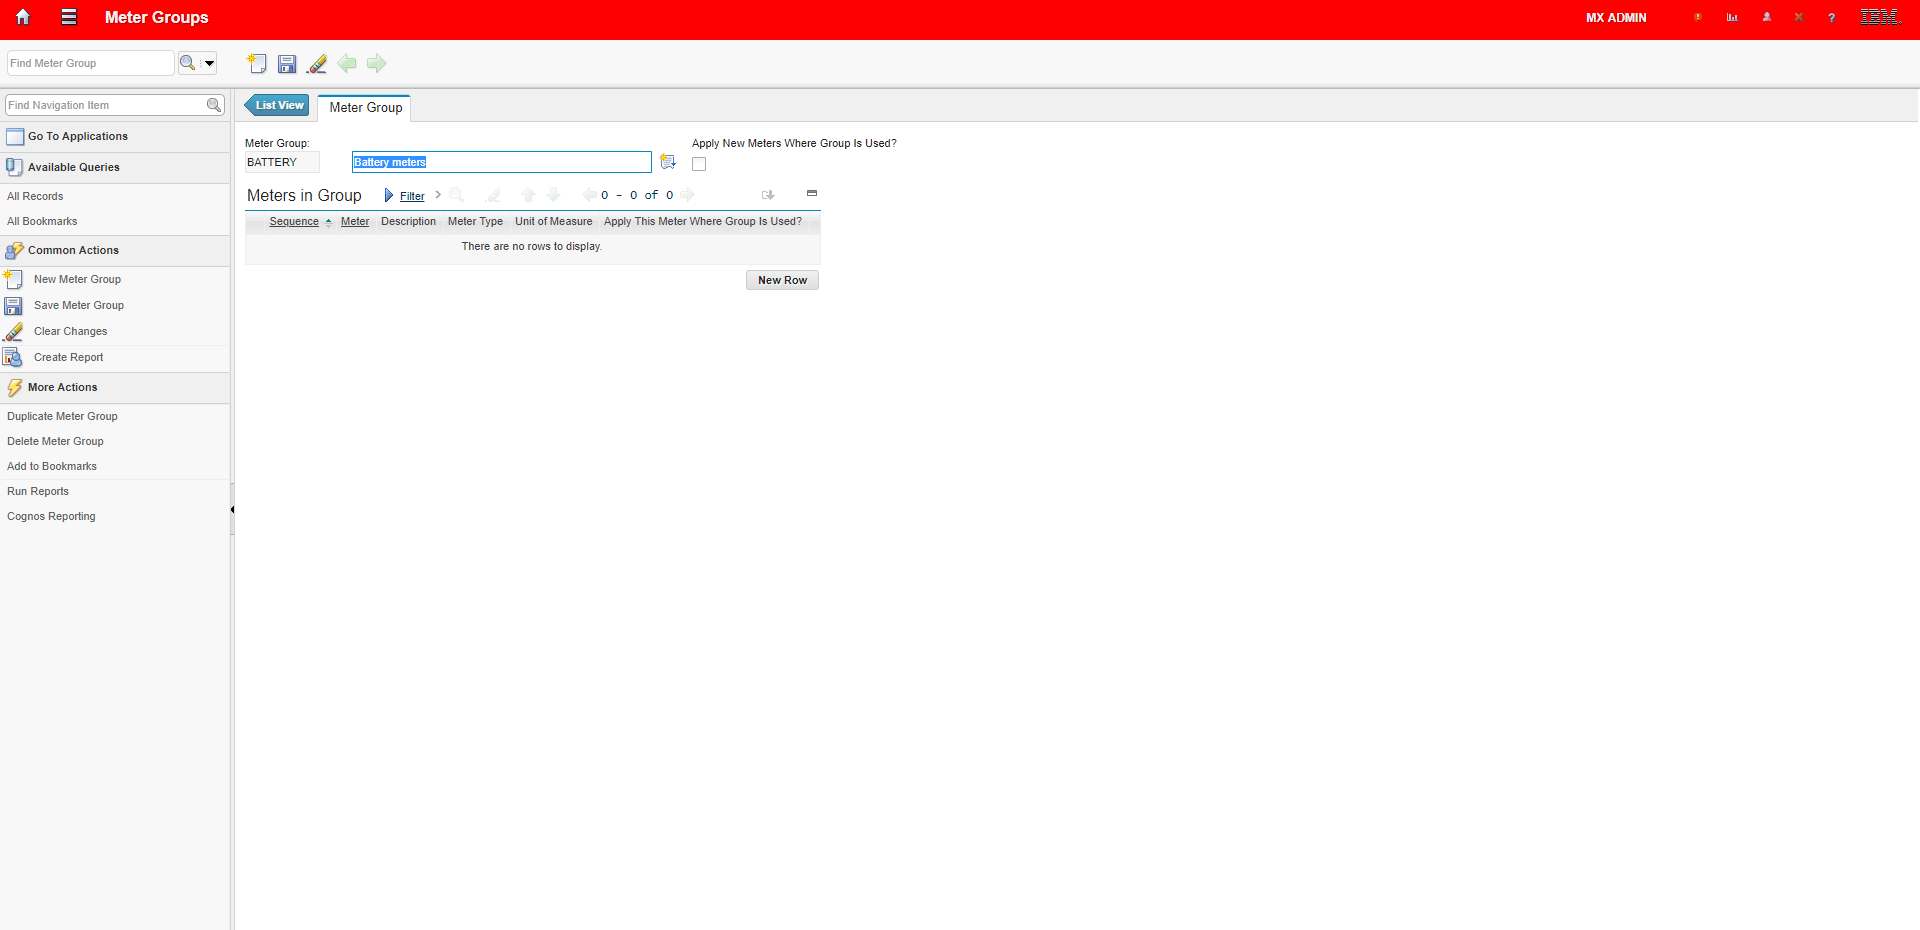 Meter Groups
MX ADMIN
?
IBM.
Find Meter Group
Find Navigation Item
List View
Meter Group
Go To Applications
Available Queries
All Records
All Bookmarks
Common Actions
New Meter Group
Save Meter Group
Clear Changes
Create Report
More Actions
Duplicate Meter Group
Delete Meter Group
Add to Bookmarks
Run Reports
Cognos Reporting
Meter Group:
BATTERY
Battery meters
Apply New Meters Where Group Is Used?
Meters in Group
Filter
0 - 0 of 0
Sequence Meter Description Meter Type Unit of Measure Apply This Meter Where Group Is Used?
There are no rows to display.
New Row